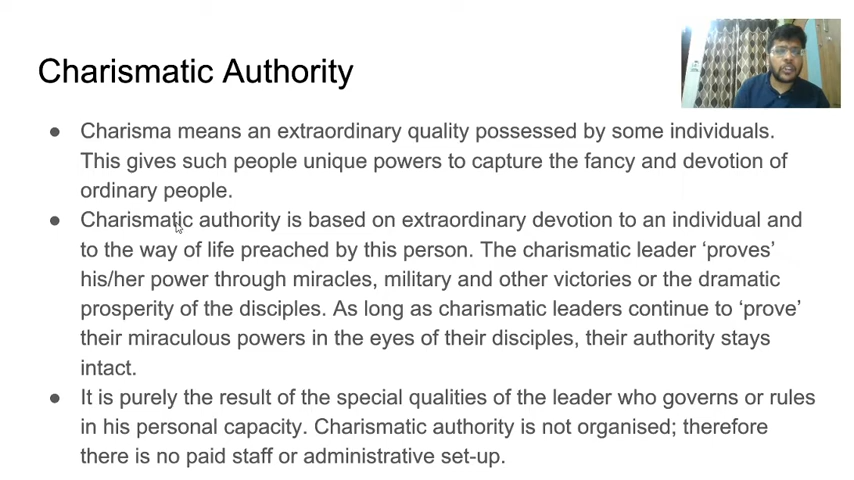 Charismatic Authority
● Charisma means an extraordinary quality possessed by some individuals.
This gives such people unique powers to capture the fancy and devotion of
ordinary people.
● Charismatic authority is based on extraordinary devotion to an individual and
to the way of life preached by this person. The charismatic leader ‘proves’
his/her power through miracles, military and other victories or the dramatic
prosperity of the disciples. As long as charismatic leaders continue to ‘prove’
their miraculous powers in the eyes of their disciples, their authority stays
intact.
● It is purely the result of the special qualities of the leader who governs or rules
in his personal capacity. Charismatic authority is not organised; therefore
there is no paid staff or administrative set-up.